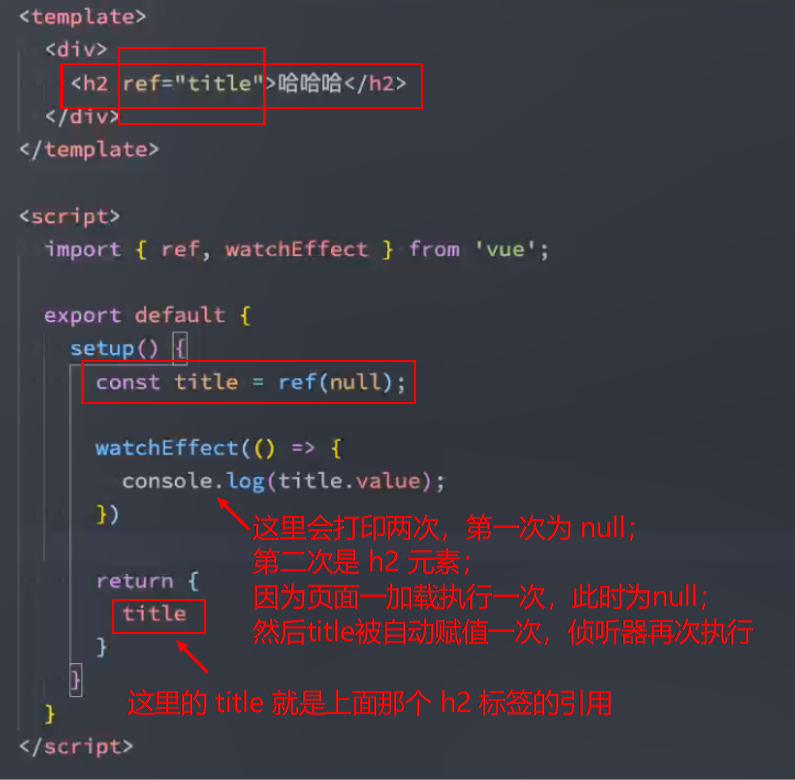 <template>
<div>
<h2 ref="title">哈哈哈</h2>
</div>
</template>
<script>
import { ref, watchEffect } from 'vue';
export default {
setup() {
const title = ref(null);
watchEffect(() => {
console.log(title.value);
})
这里会打印两次，第一次为 null；
第二次是 h2 元素；
因为页面一加载执行一次，此时为null；
然后title被自动赋值一次，侦听器再次执行
return {
title
}
这里的 title 就是上面那个 h2 标签的引用
}
}
</script>